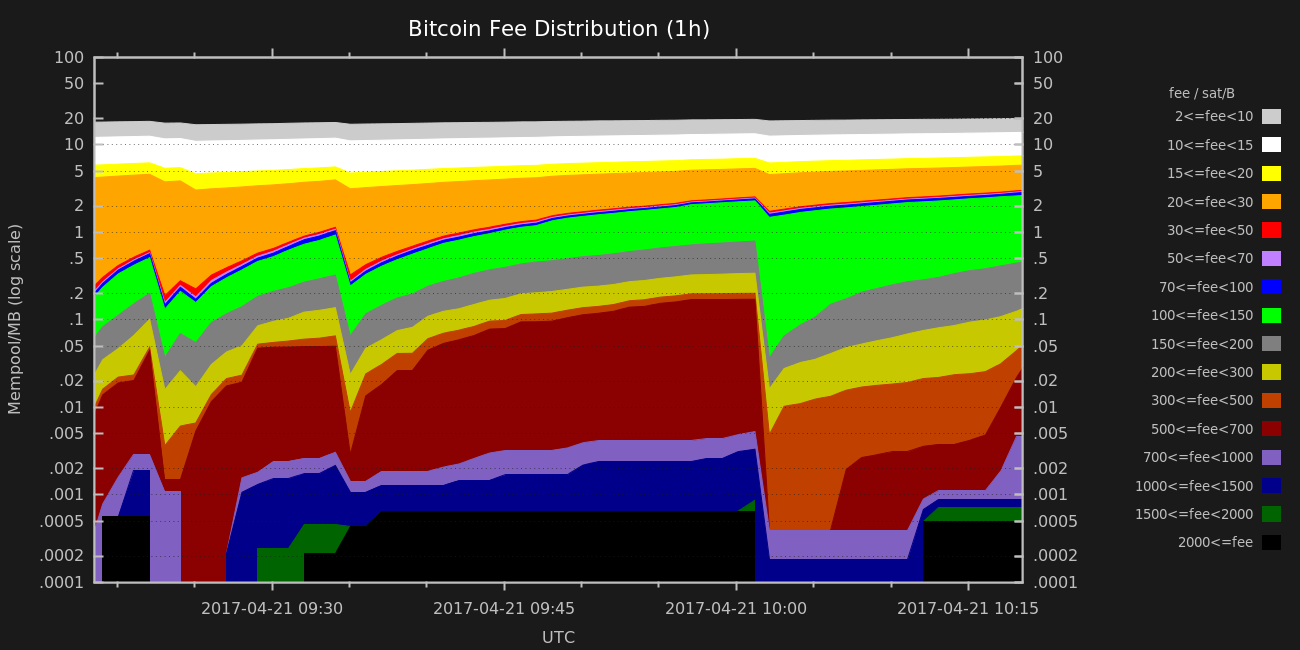 Bitcoin Fee Distribution (1h)
Mempool/MB (log scale)
100
50
20
10
5
2
1
.5
.2
.1
.05
.02
.01
.005
.002
.001
.0005
.0002
.0001
100
50
20
10
5
2
1
.5
.2
.1
.05
.02
.01
.005
.002
.001
.0005
.0002
.0001
2017-04-21 09:30
2017-04-21 09:45
2017-04-21 10:00
2017-04-21 10:15
UTC
fee / sat/B
2<=fee<10
10<=fee<15
15<=fee<20
20<=fee<30
30<=fee<50
50<=fee<70
70<=fee<100
100<=fee<150
150<=fee<200
200<=fee<300
300<=fee<500
500<=fee<700
700<=fee<1000
1000<=fee<1500
1500<=fee<2000
2000<=fee